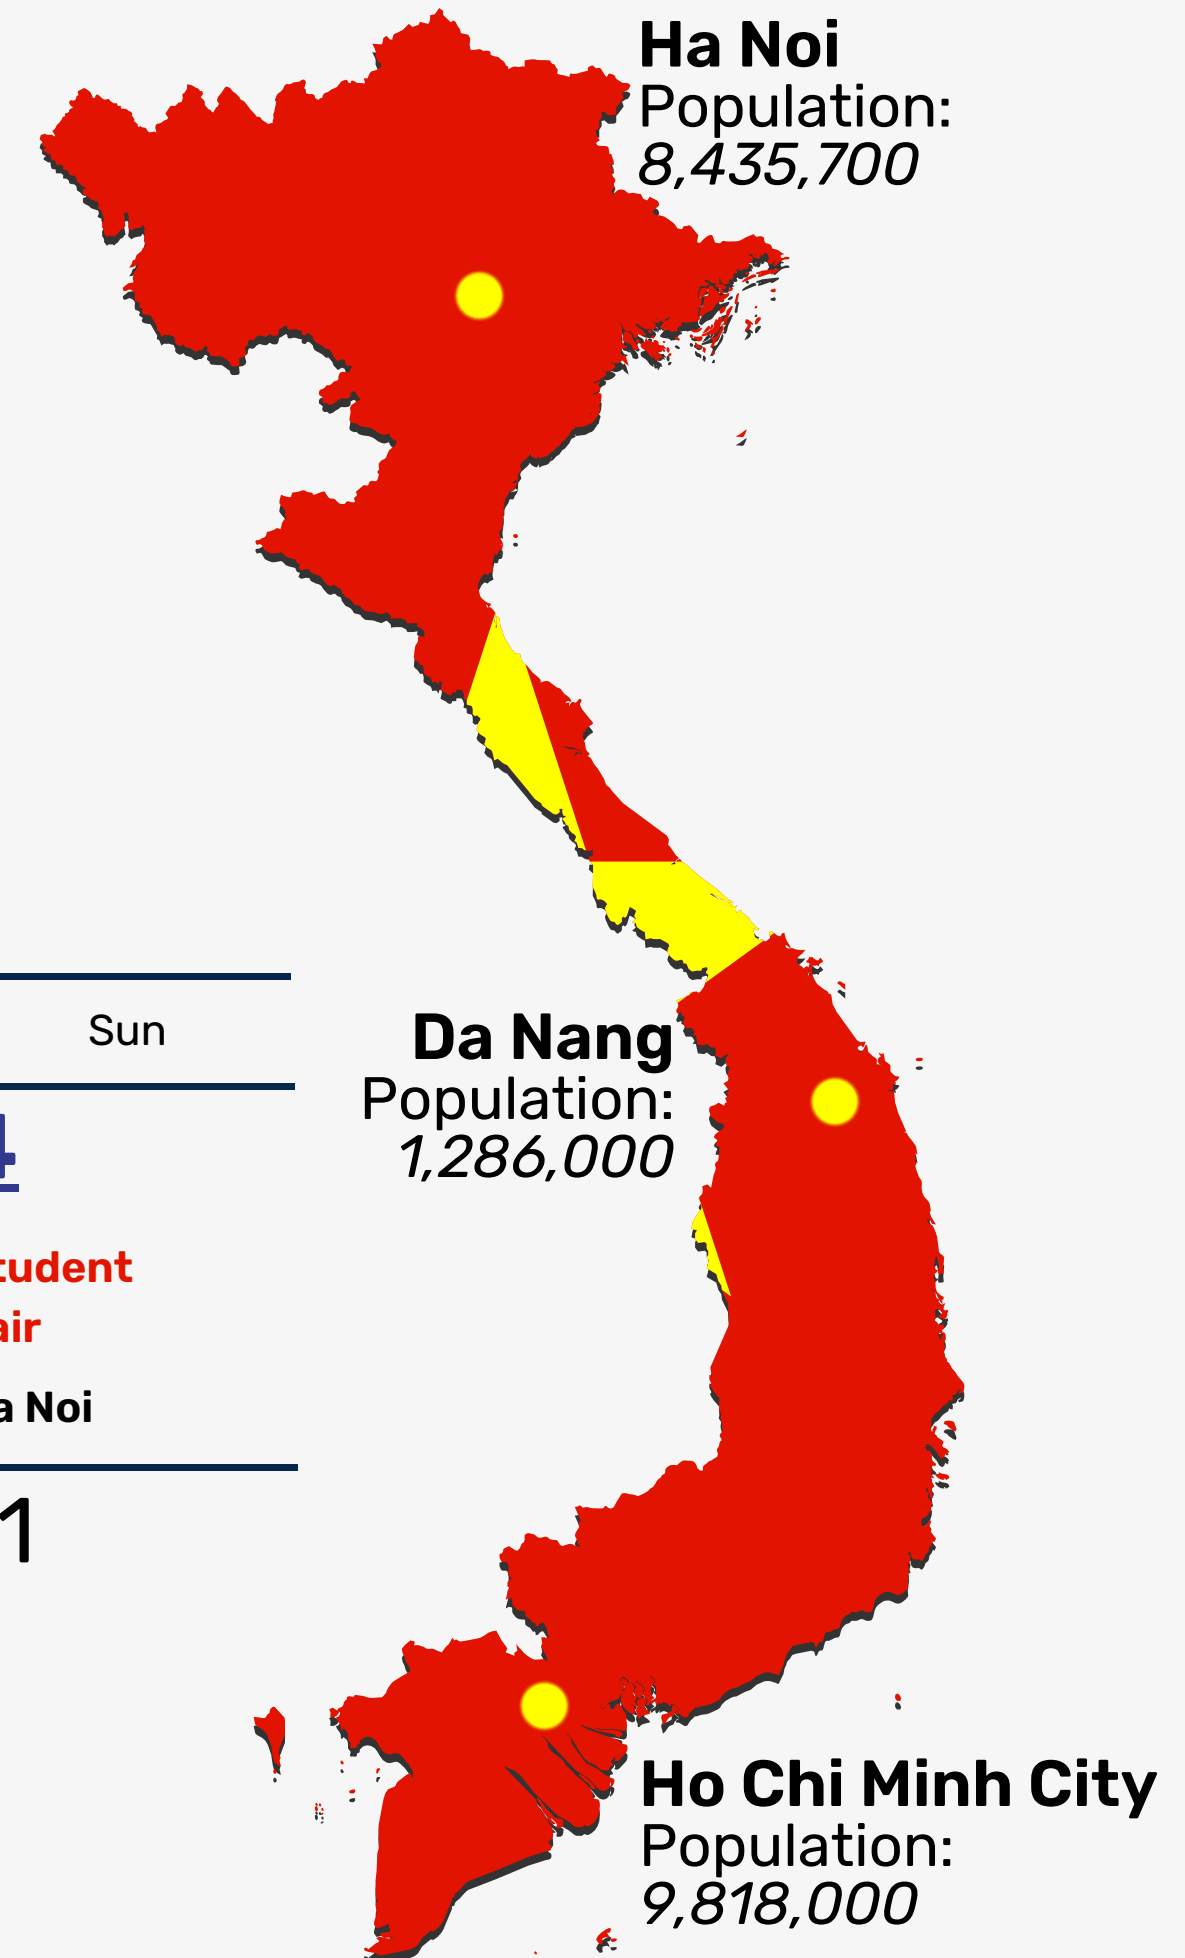 Ha Noi
Population:
8,435,700
Sun
Da Nang
Population:
1,286,000
4
tudent
air
a Noi
1
Ho Chi Minh City
Population:
9,818,000